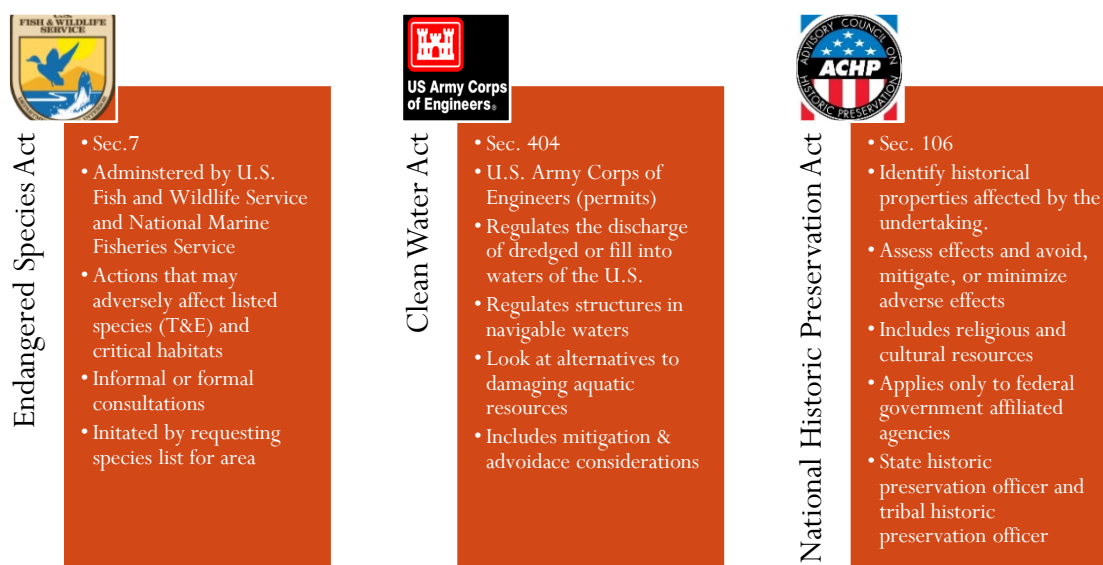 U.S.
FISH & WILDLIFE
SERVICE
Endangered Species Act
• Sec.7
• Adminstered by U.S.
Fish and Wildlife Service
and National Marine
Fisheries Service
• Actions that may
adversely affect listed
species (T&E) and
critical habitats
• Informal or formal
consultations
• Initated by requesting
species list for area
US Army Corps
of Engineers®
Clean Water Act
• Sec. 404
• U.S. Army Corps of
Engineers (permits)
• Regulates the discharge
of dredged or fill into
waters of the U.S.
• Regulates structures in
navigable waters
• Look at alternatives to
damaging aquatic
resources
• Includes mitigation &
advoidace considerations
ADVISORY COUNCIL ON
ACHP
HISTORIC PRESERVATION
National Historic Preservation Act
• Sec. 106
• Identify historical
properties affected by the
undertaking.
• Assess effects and avoid,
mitigate, or minimize
adverse effects
• Includes religious and
cultural resources
• Applies only to federal
government affiliated
agencies
• State historic
preservation officer and
tribal historic
preservation officer